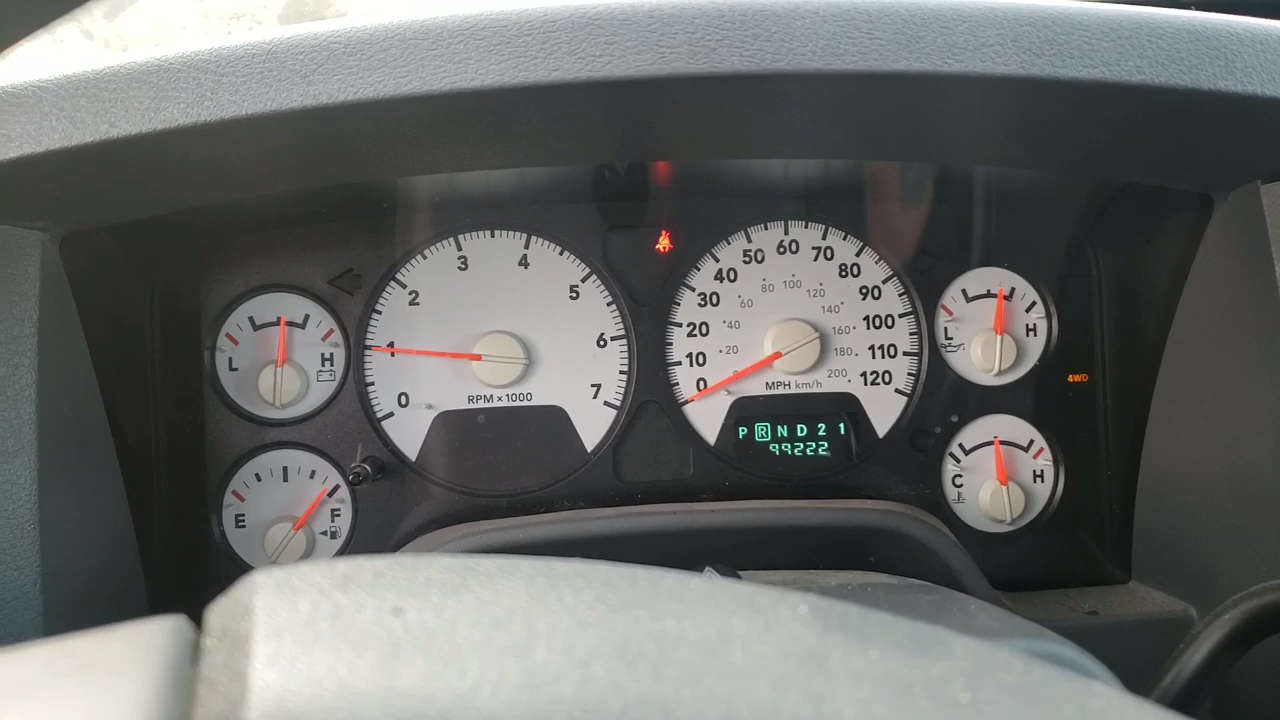 L H
E F
0 1 2 3 4 5 6 7
RPM x 1000
0 10 20 30 40 50 60 70 80 90 100 110 120
20 40 60 80 100 120 140 160 180 200
MPH km/h
P R N D 2 1
99222
L H
4WD
C H